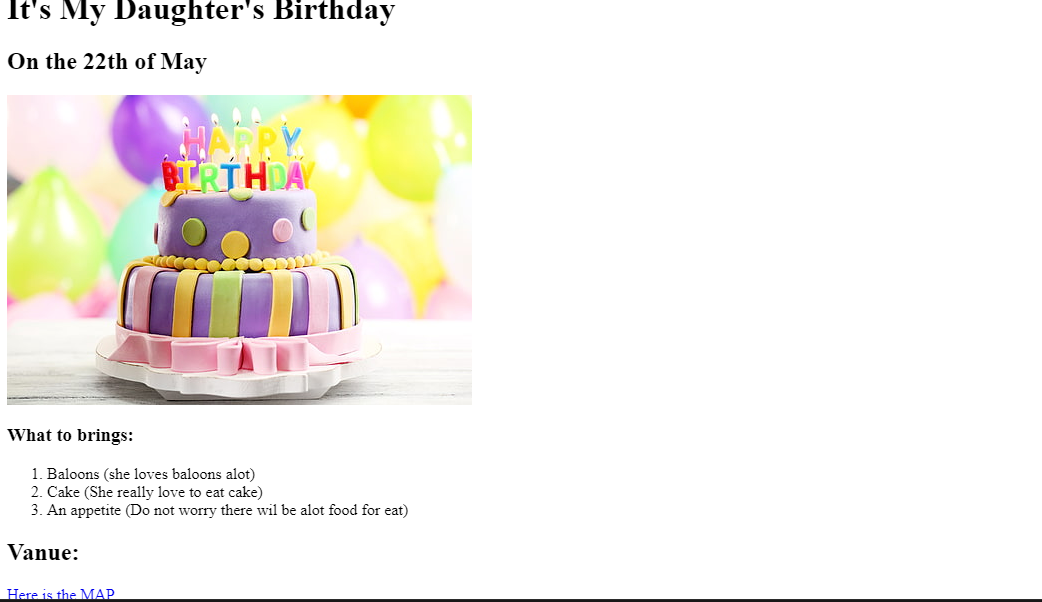 It's My Daughter's Birthday
On the 22th of May
HAPPY
BIRTHDAY
What to brings:
1. Baloons (she loves baloons alot)
2. Cake (She really love to eat cake)
3. An appetite (Do not worry there wil be alot food for eat)
Vanue:
Here is the MAP